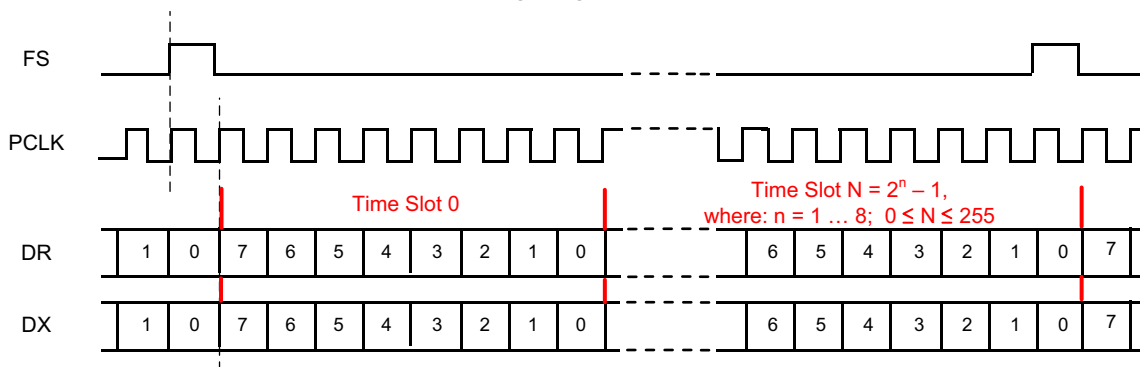 FS
PCLK
Time Slot 0
Time Slot N = 2ⁿ – 1,
where: n = 1 … 8; 0 ≤ N ≤ 255
DR 1 0 7 6 5 4 3 2 1 0 6 5 4 3 2 1 0 7
DX 1 0 7 6 5 4 3 2 1 0 6 5 4 3 2 1 0 7